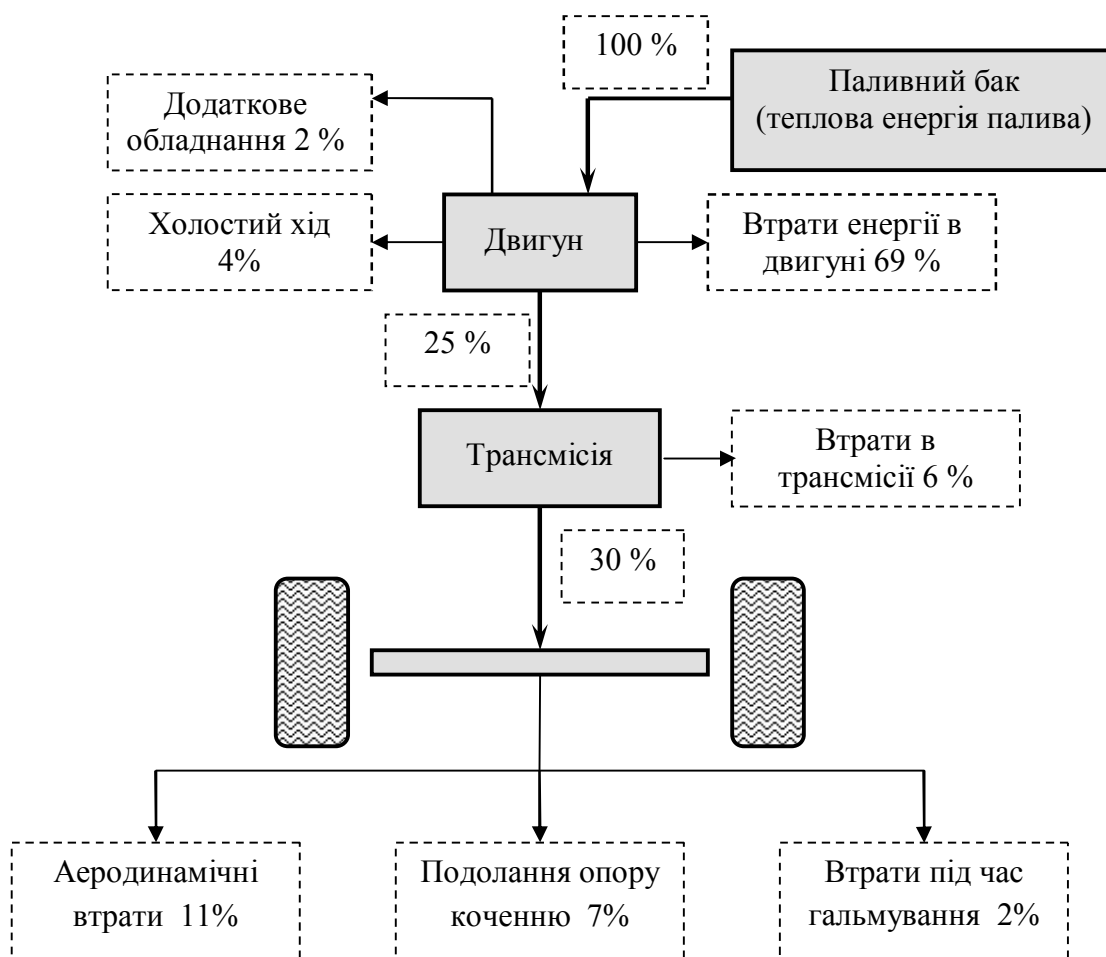 100 %
Паливний бак
(теплова енергія палива)
Додаткове
обладнання 2 %
Холостий хід
4%
Двигун
Втрати енергії в
двигуні 69 %
25 %
Трансмісія
Втрати в
трансмісії 6 %
30 %
Аеродинамічні
втрати 11%
Подолання опору
коченню 7%
Втрати під час
гальмування 2%